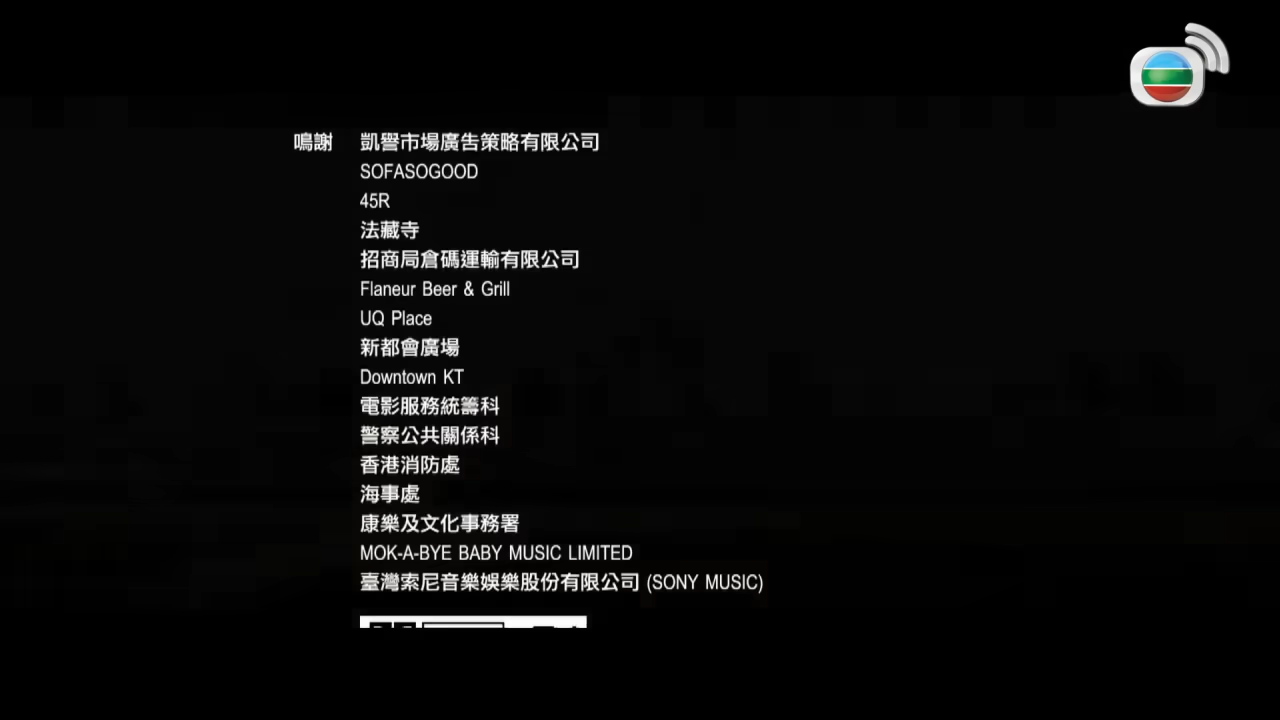 鳴謝 凱譽市場廣告策略有限公司
SOFASOGOOD
45R
法藏寺
招商局倉碼運輸有限公司
Flaneur Beer & Grill
UQ Place
新都會廣場
Downtown KT
電影服務統籌科
警察公共關係科
香港消防處
海事處
康樂及文化事務署
MOK-A-BYE BABY MUSIC LIMITED
臺灣索尼音樂娛樂股份有限公司 (SONY MUSIC)